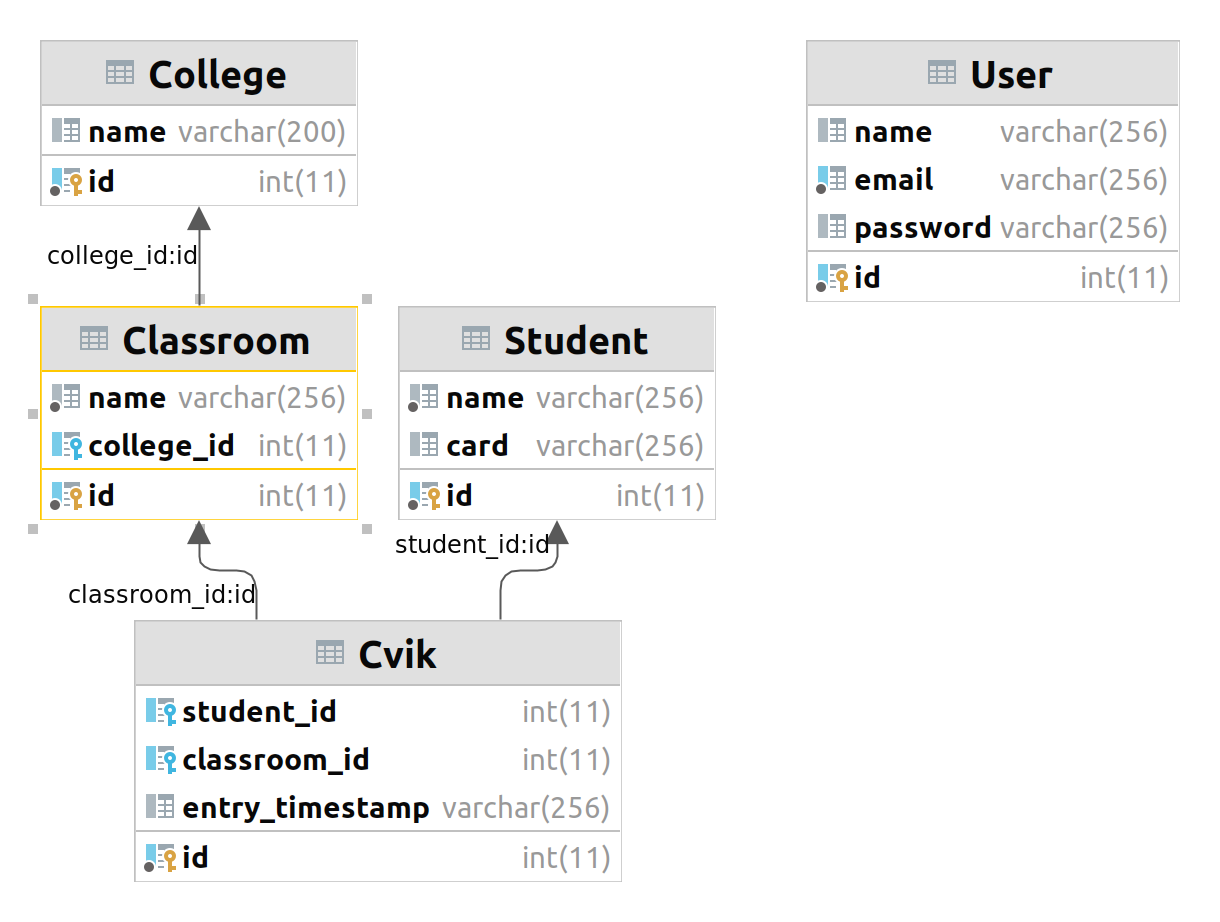 College
name varchar(200)
id int(11)
User
name varchar(256)
email varchar(256)
password varchar(256)
id int(11)
college_id:id
Classroom
name varchar(256)
college_id int(11)
id int(11)
Student
name varchar(256)
card varchar(256)
id int(11)
student_id:id
classroom_id:id
Cvik
student_id int(11)
classroom_id int(11)
entry_timestamp varchar(256)
id int(11)